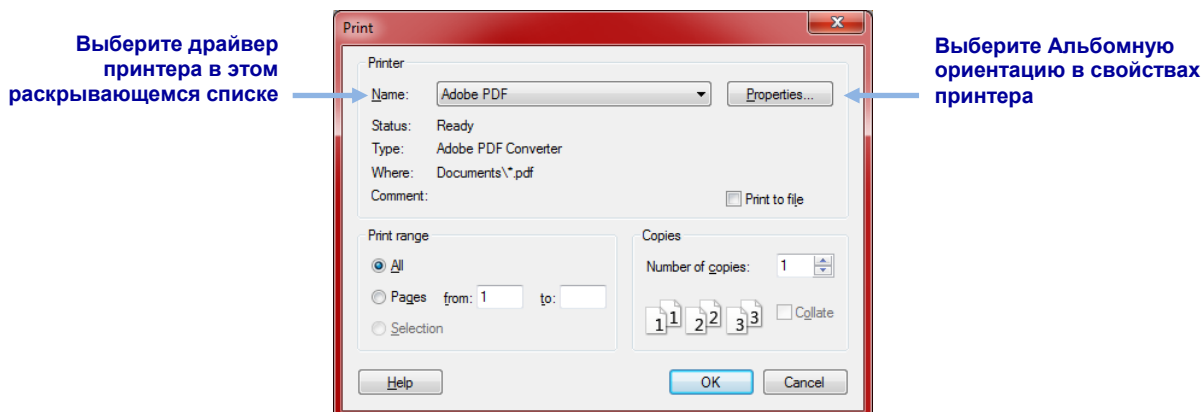 Выберите драйвер
принтера в этом
раскрывающемся списке
Print
Printer
Name: Adobe PDF Properties...
Status: Ready
Type: Adobe PDF Converter
Where: Documents\*.pdf
Comment: Print to file
Print range
All
Pages from: 1 to:
Selection
Copies
Number of copies: 1
1 1 2 2 3 3 Collate
Help OK Cancel
Выберите Альбомную
ориентацию в свойствах
принтера